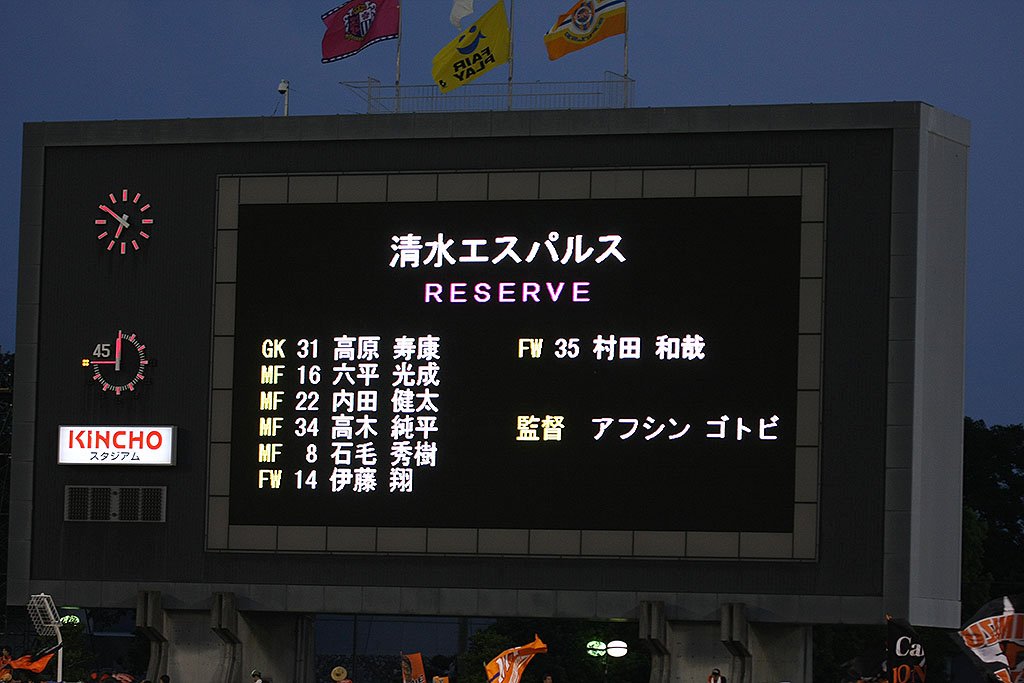 FAIR
PLAY
45
KiNCHO
スタジアム
清水エスパルス
RESERVE
GK 31 高原 寿康
MF 16 六平 光成
MF 22 内田 健太
MF 34 高木 純平
MF 8 石毛 秀樹
FW 14 伊藤 翔
FW 35 村田 和哉
監督 アフシン ゴトビ
Ca
10